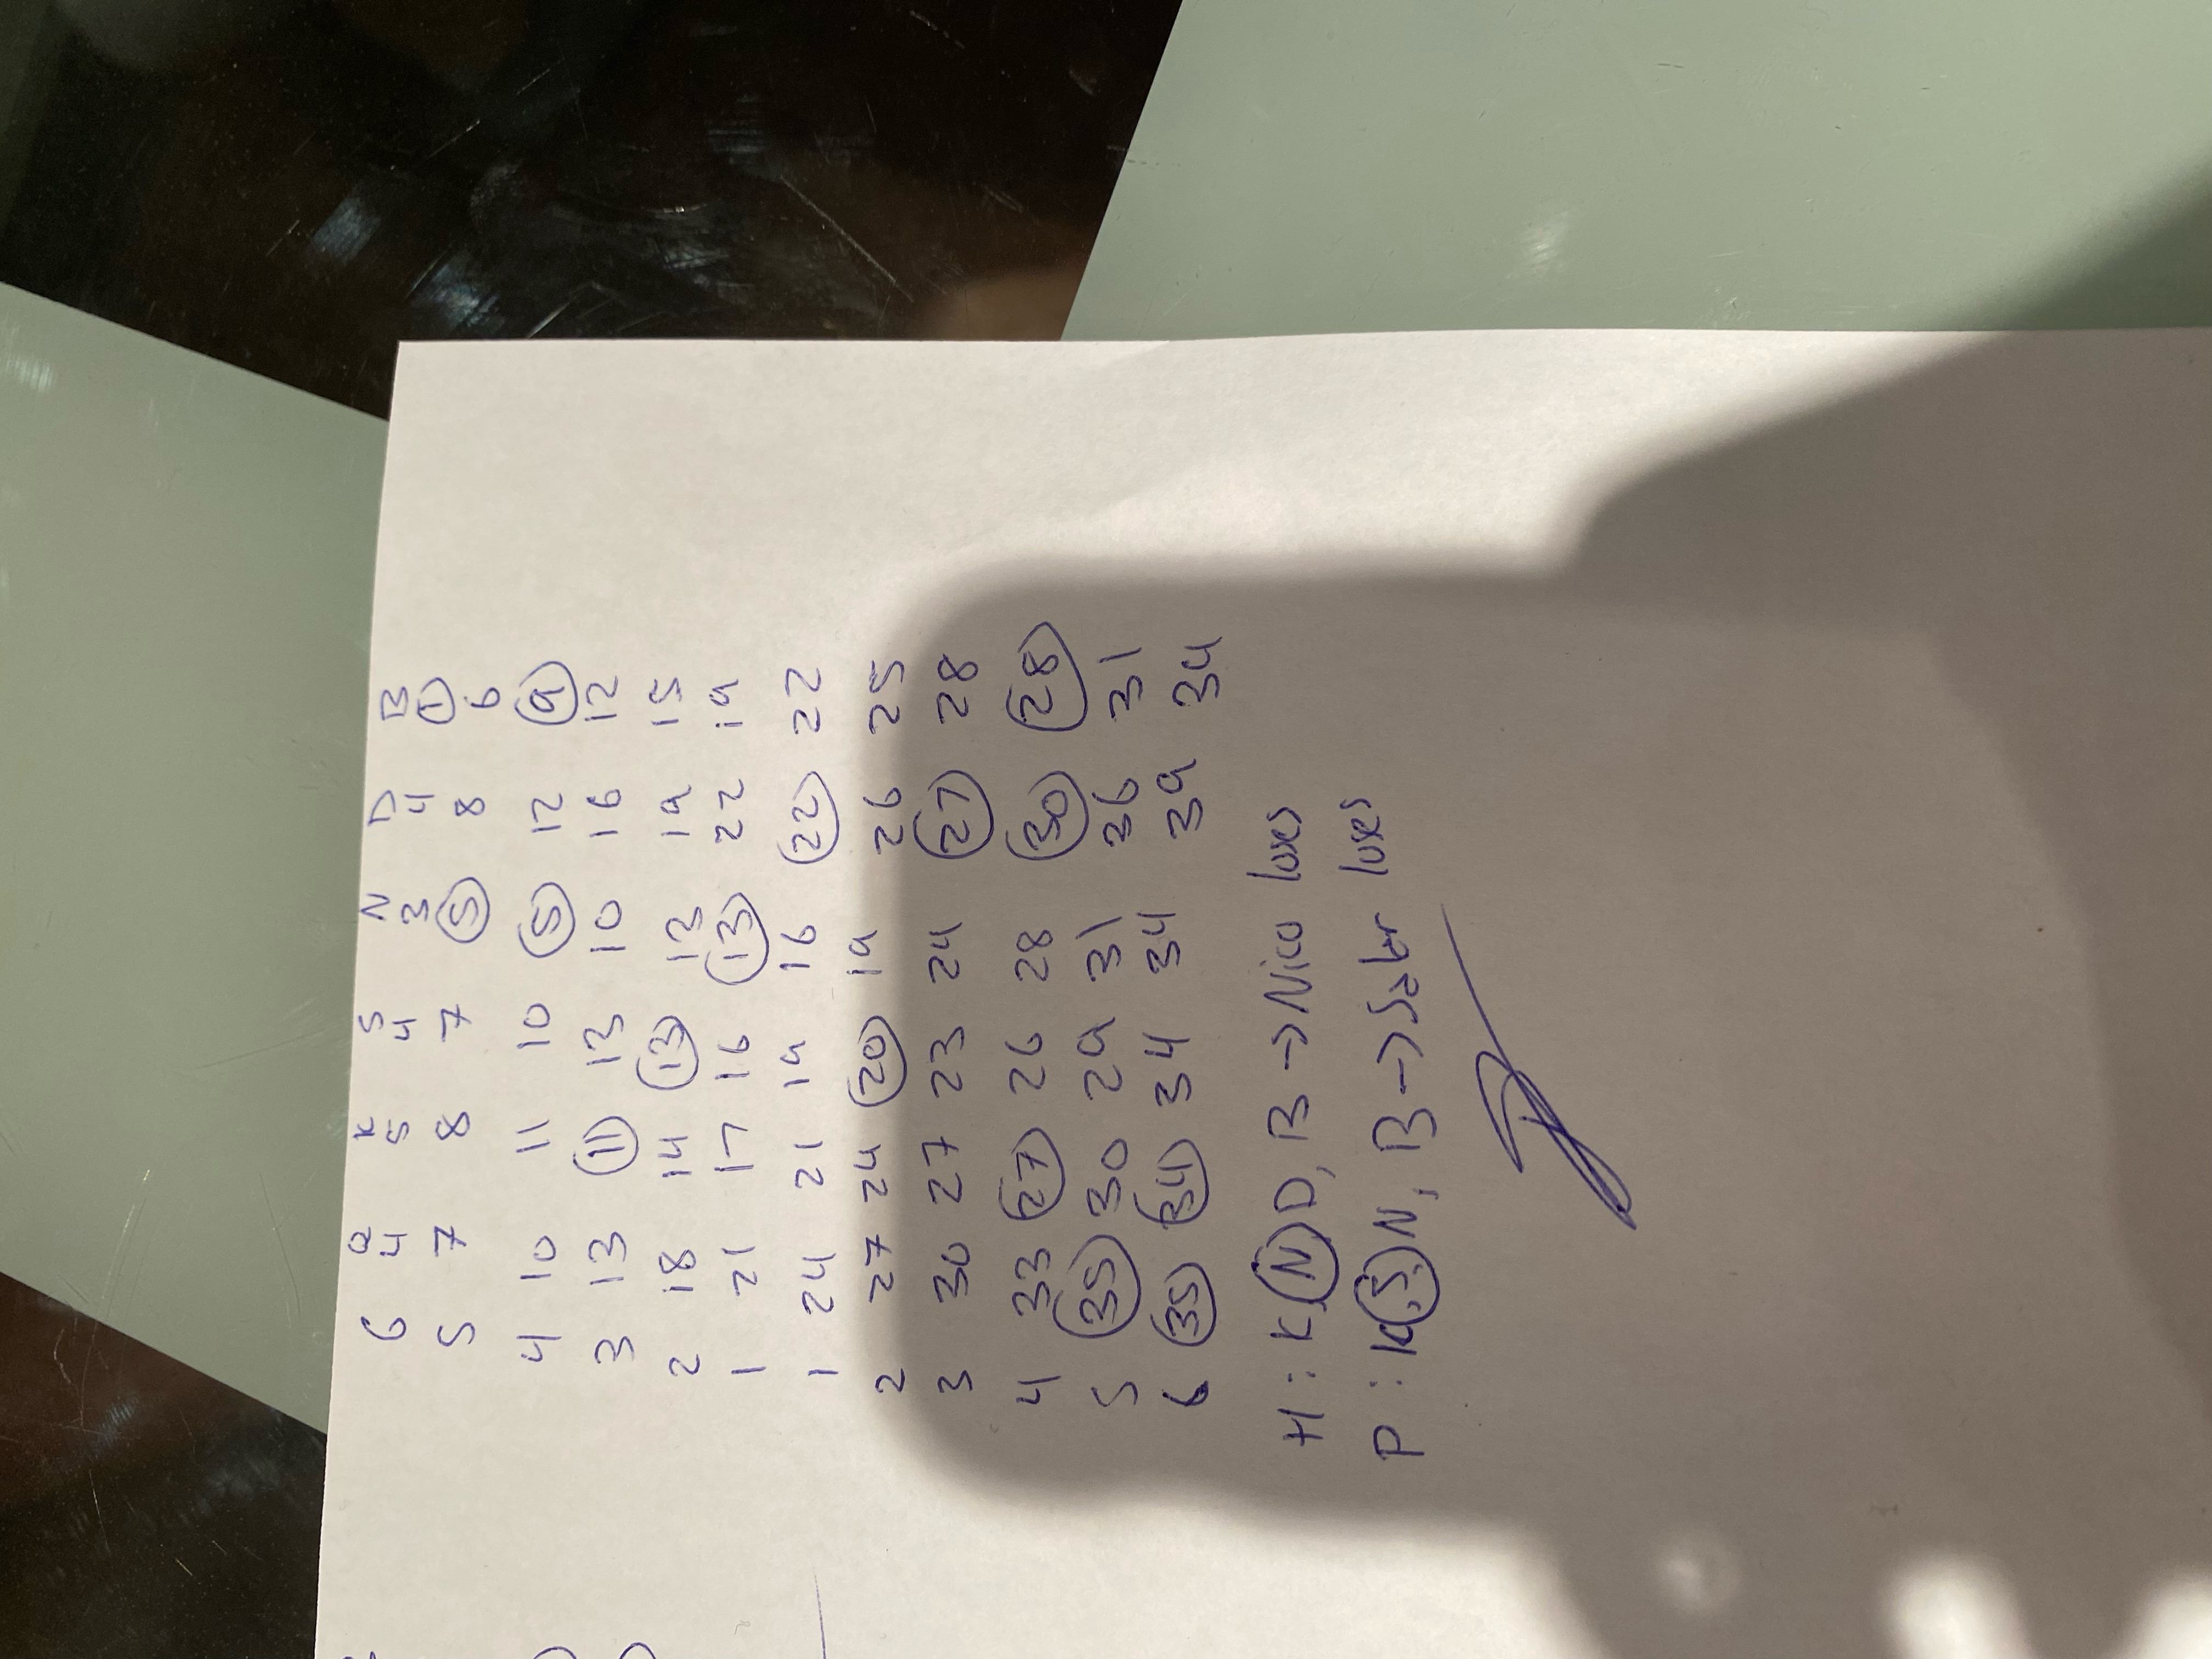 Q K S N D B
6 4 5 4 3 4 1
5 7 8 7 5 8 6
4 10 11 10 5 12 9
3 13 11 13 10 16 12
2 18 14 13 13 19 15
1 21 17 16 13 22 19
1 24 21 19 16 22 22
2 27 24 20 19 26 25
3 30 27 23 24 27 28
4 33 27 26 28 30 28
5 35 30 29 31 36 31
6 35 34 34 34 39 34
H: K, N, D, B → Nico loses
P: K, S, N, B → loses